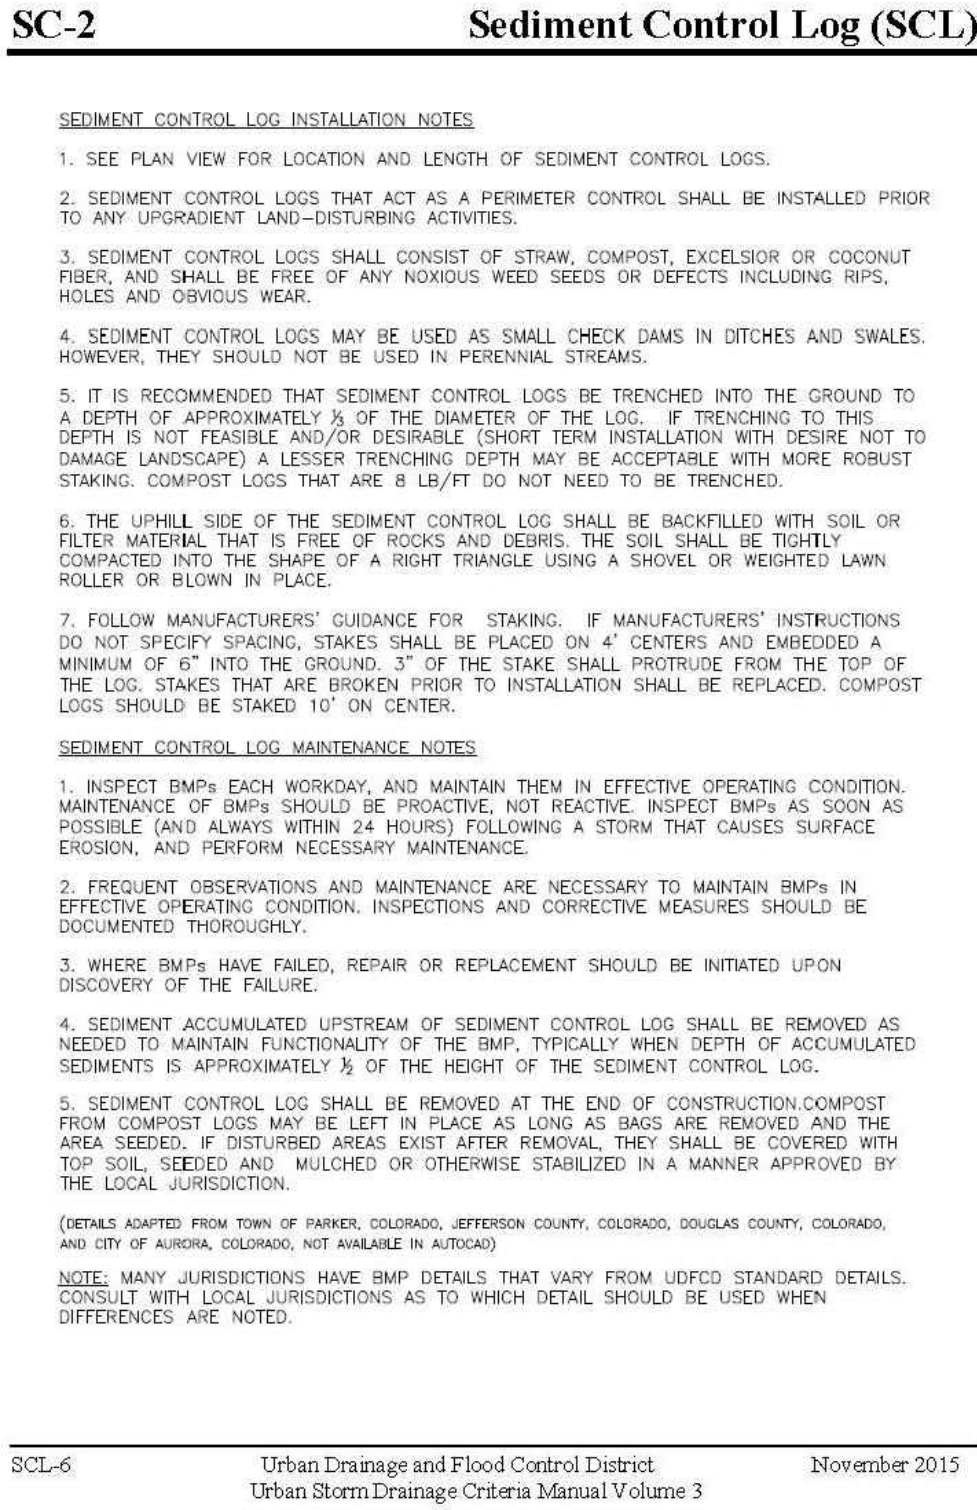 SC-2 Sediment Control Log (SCL)
SEDIMENT CONTROL LOG INSTALLATION NOTES
1. SEE PLAN VIEW FOR LOCATION AND LENGTH OF SEDIMENT CONTROL LOGS.
2. SEDIMENT CONTROL LOGS THAT ACT AS A PERIMETER CONTROL SHALL BE INSTALLED PRIOR
TO ANY UPGRADIENT LAND-DISTURBING ACTIVITIES.
3. SEDIMENT CONTROL LOGS SHALL CONSIST OF STRAW, COMPOST, EXCELSIOR OR COCONUT
FIBER, AND SHALL BE FREE OF ANY NOXIOUS WEED SEEDS OR DEFECTS INCLUDING RIPS,
HOLES AND OBVIOUS WEAR.
4. SEDIMENT CONTROL LOGS MAY BE USED AS SMALL CHECK DAMS IN DITCHES AND SWALES.
HOWEVER, THEY SHOULD NOT BE USED IN PERENNIAL STREAMS.
5. IT IS RECOMMENDED THAT SEDIMENT CONTROL LOGS BE TRENCHED INTO THE GROUND TO
A DEPTH OF APPROXIMATELY ⅓ OF THE DIAMETER OF THE LOG. IF TRENCHING TO THIS
DEPTH IS NOT FEASIBLE AND/OR DESIRABLE (SHORT TERM INSTALLATION WITH DESIRE NOT TO
DAMAGE LANDSCAPE) A LESSER TRENCHING DEPTH MAY BE ACCEPTABLE WITH MORE ROBUST
STAKING. COMPOST LOGS THAT ARE 8 LB/FT DO NOT NEED TO BE TRENCHED.
6. THE UPHILL SIDE OF THE SEDIMENT CONTROL LOG SHALL BE BACKFILLED WITH SOIL OR
FILTER MATERIAL THAT IS FREE OF ROCKS AND DEBRIS. THE SOIL SHALL BE TIGHTLY
COMPACTED INTO THE SHAPE OF A RIGHT TRIANGLE USING A SHOVEL OR WEIGHTED LAWN
ROLLER OR BLOWN IN PLACE.
7. FOLLOW MANUFACTURERS' GUIDANCE FOR STAKING. IF MANUFACTURERS' INSTRUCTIONS
DO NOT SPECIFY SPACING, STAKES SHALL BE PLACED ON 4' CENTERS AND EMBEDDED A
MINIMUM OF 6" INTO THE GROUND. 3" OF THE STAKE SHALL PROTRUDE FROM THE TOP OF
THE LOG. STAKES THAT ARE BROKEN PRIOR TO INSTALLATION SHALL BE REPLACED. COMPOST
LOGS SHOULD BE STAKED 10' ON CENTER.
SEDIMENT CONTROL LOG MAINTENANCE NOTES
1. INSPECT BMPs EACH WORKDAY, AND MAINTAIN THEM IN EFFECTIVE OPERATING CONDITION.
MAINTENANCE OF BMPs SHOULD BE PROACTIVE, NOT REACTIVE. INSPECT BMPs AS SOON AS
POSSIBLE (AND ALWAYS WITHIN 24 HOURS) FOLLOWING A STORM THAT CAUSES SURFACE
EROSION, AND PERFORM NECESSARY MAINTENANCE.
2. FREQUENT OBSERVATIONS AND MAINTENANCE ARE NECESSARY TO MAINTAIN BMPs IN
EFFECTIVE OPERATING CONDITION. INSPECTIONS AND CORRECTIVE MEASURES SHOULD BE
DOCUMENTED THOROUGHLY.
3. WHERE BMPs HAVE FAILED, REPAIR OR REPLACEMENT SHOULD BE INITIATED UPON
DISCOVERY OF THE FAILURE.
4. SEDIMENT ACCUMULATED UPSTREAM OF SEDIMENT CONTROL LOG SHALL BE REMOVED AS
NEEDED TO MAINTAIN FUNCTIONALITY OF THE BMP, TYPICALLY WHEN DEPTH OF ACCUMULATED
SEDIMENTS IS APPROXIMATELY ½ OF THE HEIGHT OF THE SEDIMENT CONTROL LOG.
5. SEDIMENT CONTROL LOG SHALL BE REMOVED AT THE END OF CONSTRUCTION.COMPOST
FROM COMPOST LOGS MAY BE LEFT IN PLACE AS LONG AS BAGS ARE REMOVED AND THE
AREA SEEDED. IF DISTURBED AREAS EXIST AFTER REMOVAL, THEY SHALL BE COVERED WITH
TOP SOIL, SEEDED AND MULCHED OR OTHERWISE STABILIZED IN A MANNER APPROVED BY
THE LOCAL JURISDICTION.
(DETAILS ADAPTED FROM TOWN OF PARKER, COLORADO, JEFFERSON COUNTY, COLORADO, DOUGLAS COUNTY, COLORADO,
AND CITY OF AURORA, COLORADO, NOT AVAILABLE IN AUTOCAD)
NOTE: MANY JURISDICTIONS HAVE BMP DETAILS THAT VARY FROM UDFCD STANDARD DETAILS.
CONSULT WITH LOCAL JURISDICTIONS AS TO WHICH DETAIL SHOULD BE USED WHEN
DIFFERENCES ARE NOTED.
SCL-6 Urban Drainage and Flood Control District November 2015
Urban Storm Drainage Criteria Manual Volume 3